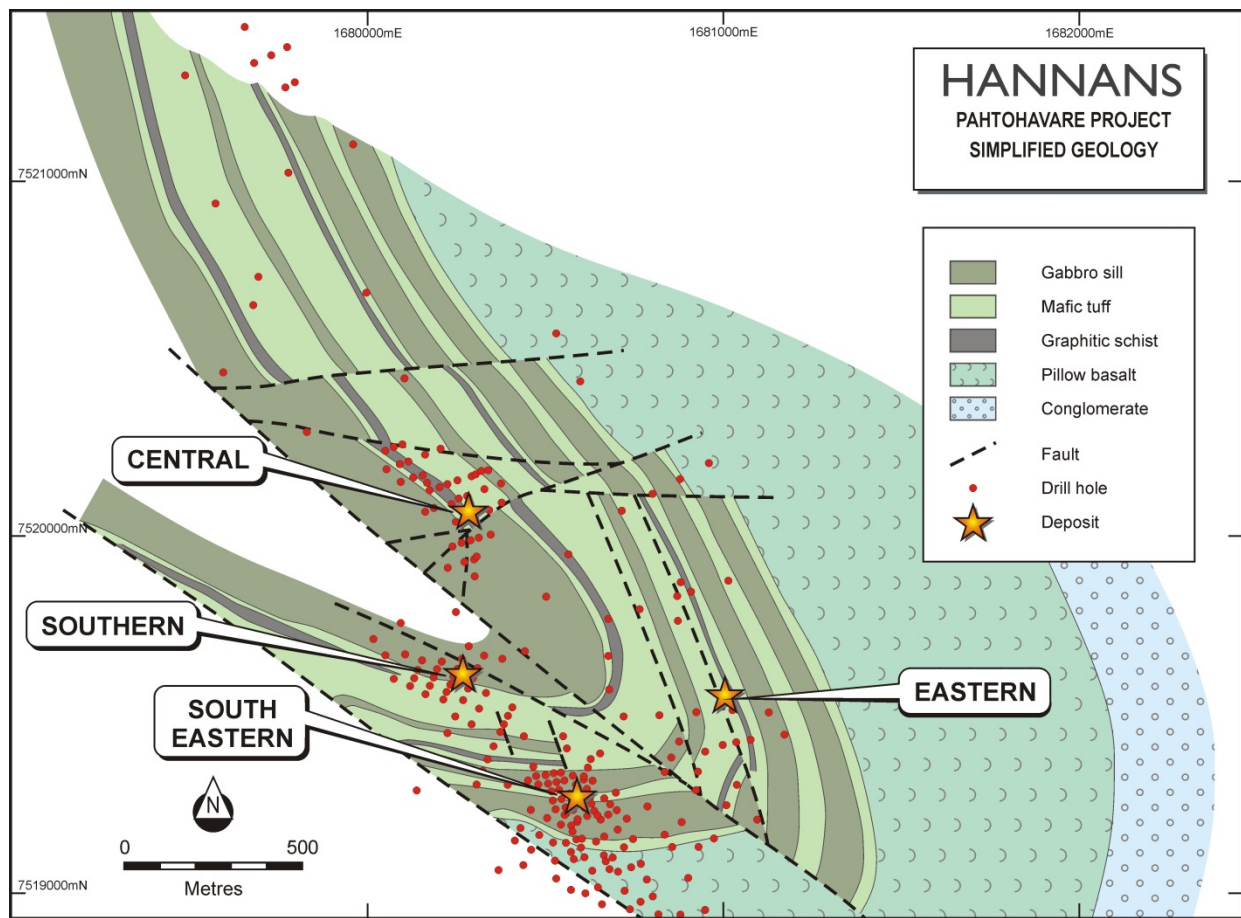 1680000mE
1681000mE
1682000mE
HANNANS
PAHTOHAVARE PROJECT
SIMPLIFIED GEOLOGY
7521000mN
Gabbro sill
Mafic tuff
Graphitic schist
Pillow basalt
Conglomerate
Fault
Drill hole
Deposit
CENTRAL
7520000mN
SOUTHERN
SOUTH
EASTERN
EASTERN
N
0
500
Metres
7519000mN